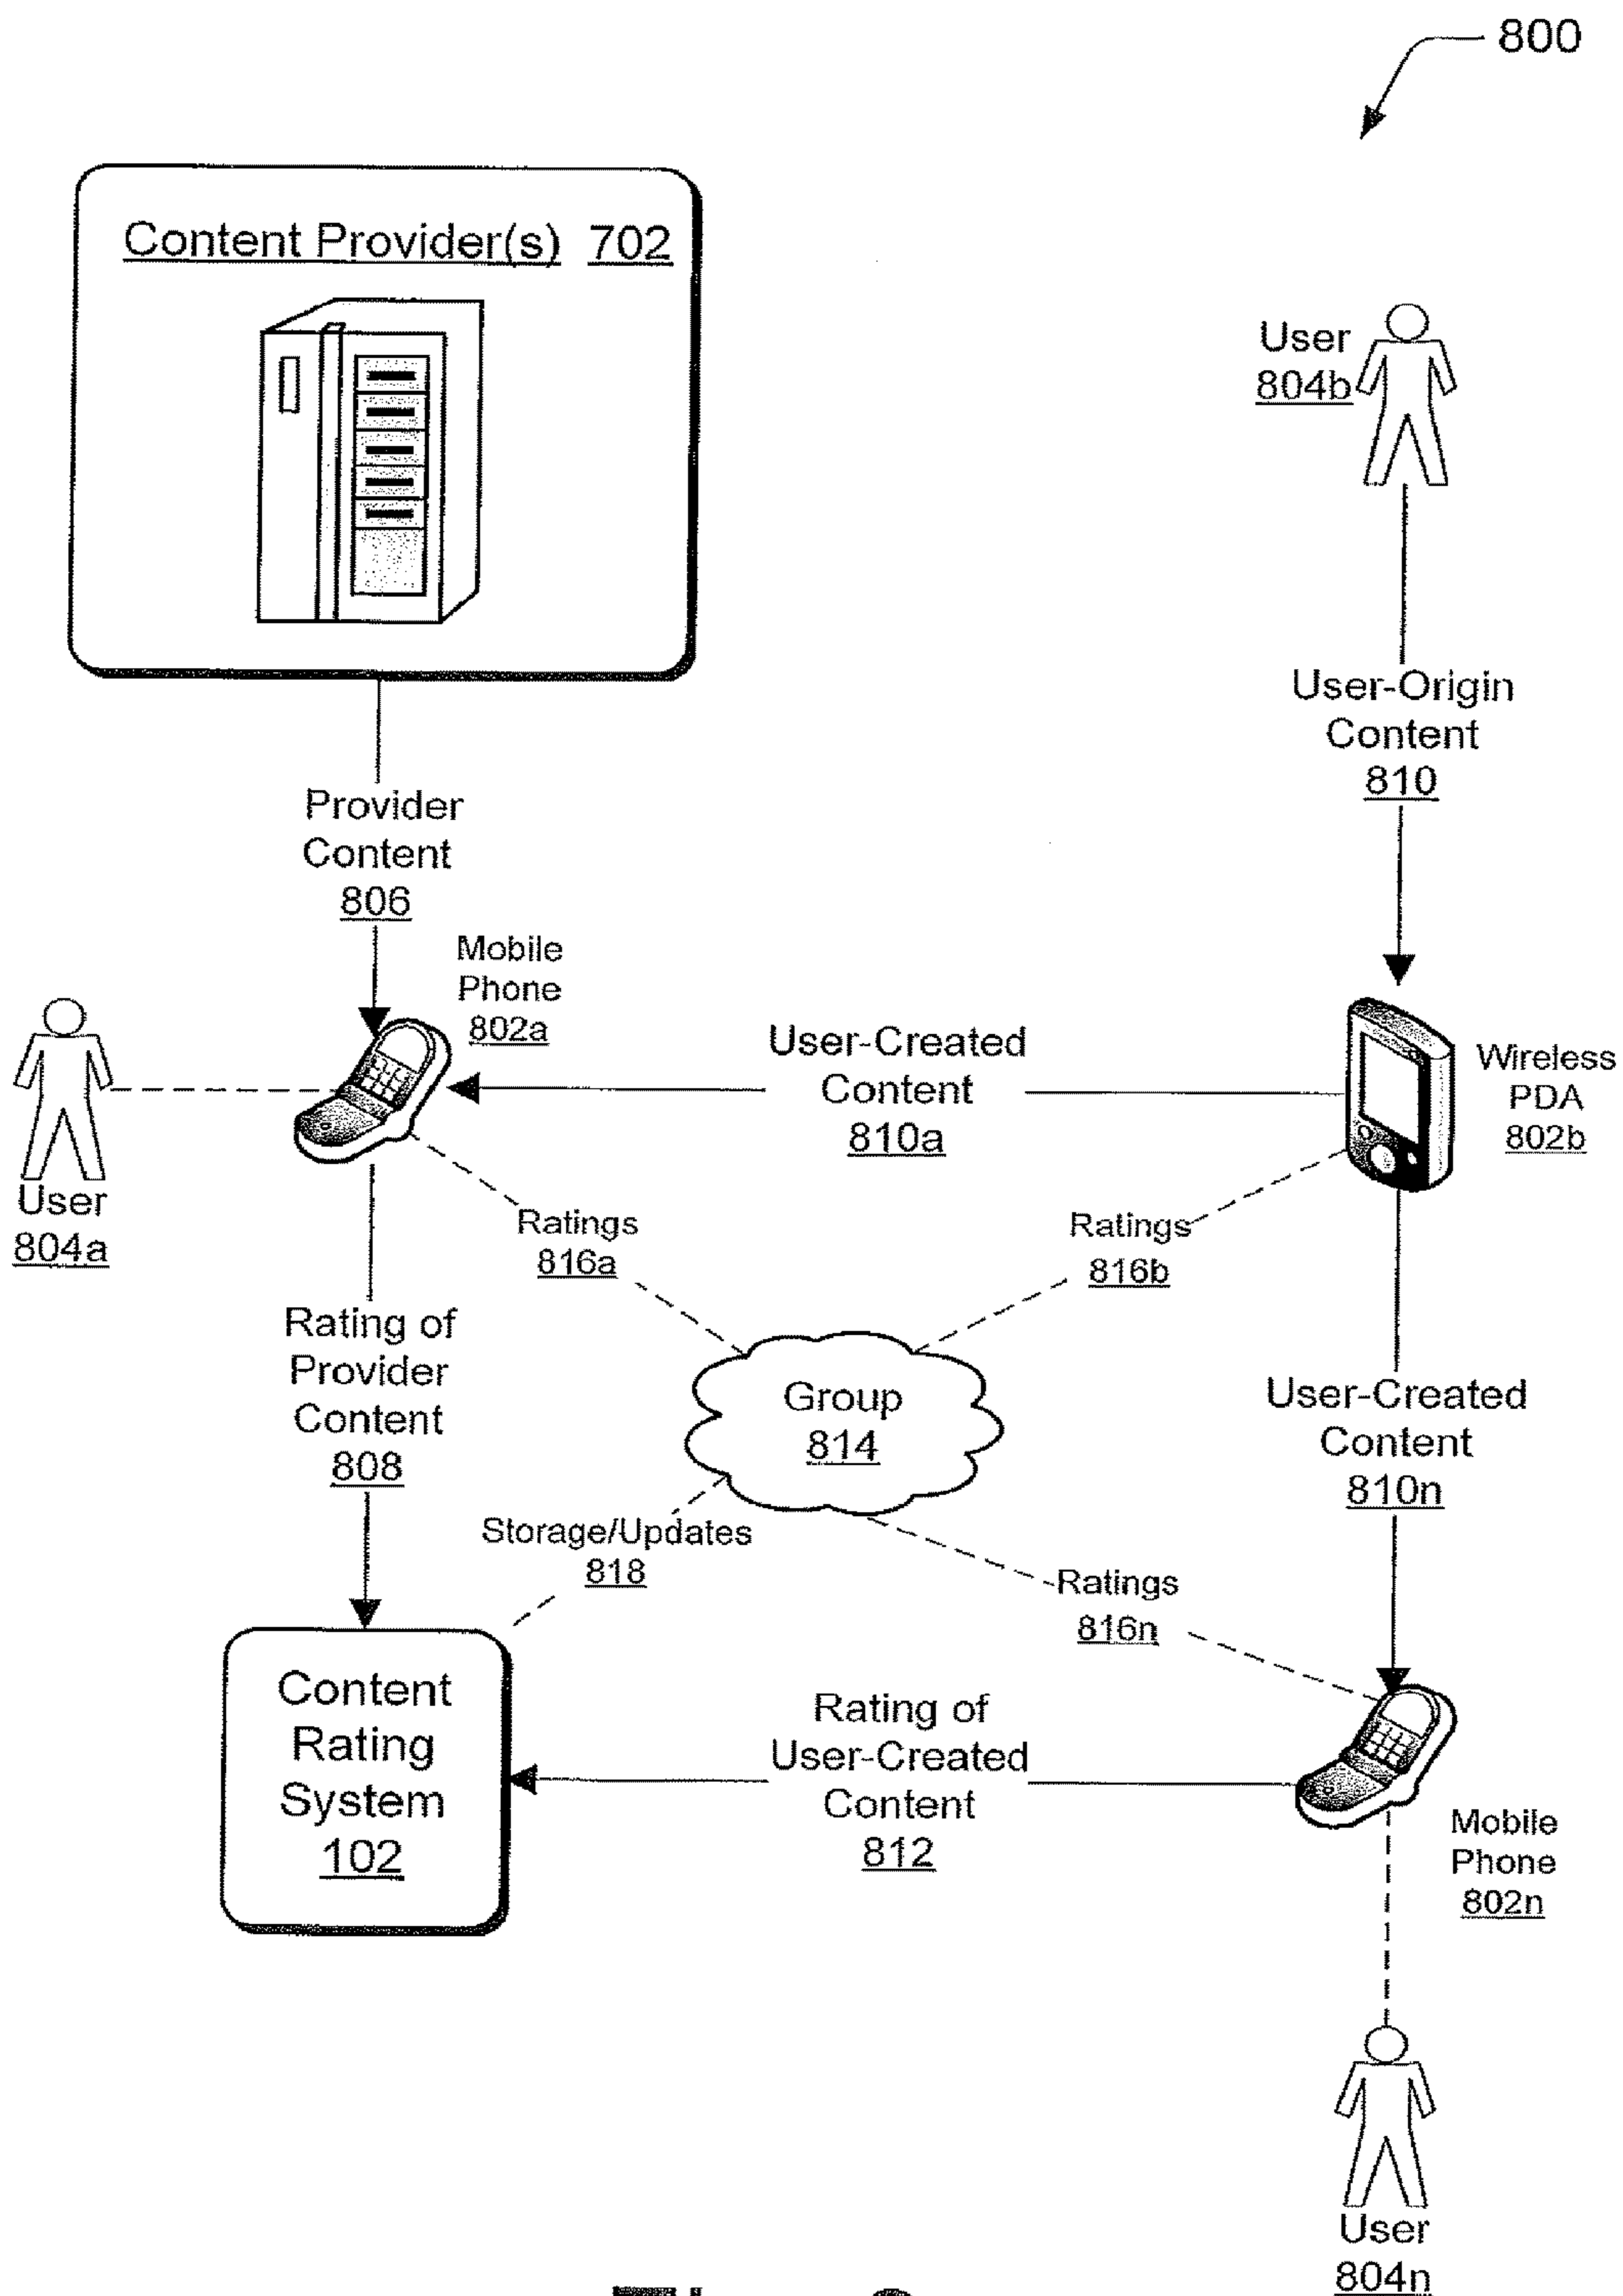 800
Content Provider(s) 702
User
804b
User-Origin
Content
810
Provider
Content
806
Mobile
Phone
802a
User-Created
Content
810a
Wireless
PDA
802b
User
804a
Ratings
816a
Ratings
816b
Rating of
Provider
Content
808
Group
814
User-Created
Content
810n
Storage/Updates
818
Ratings
816n
Content
Rating
System
102
Rating of
User-Created
Content
812
Mobile
Phone
802n
User
804n